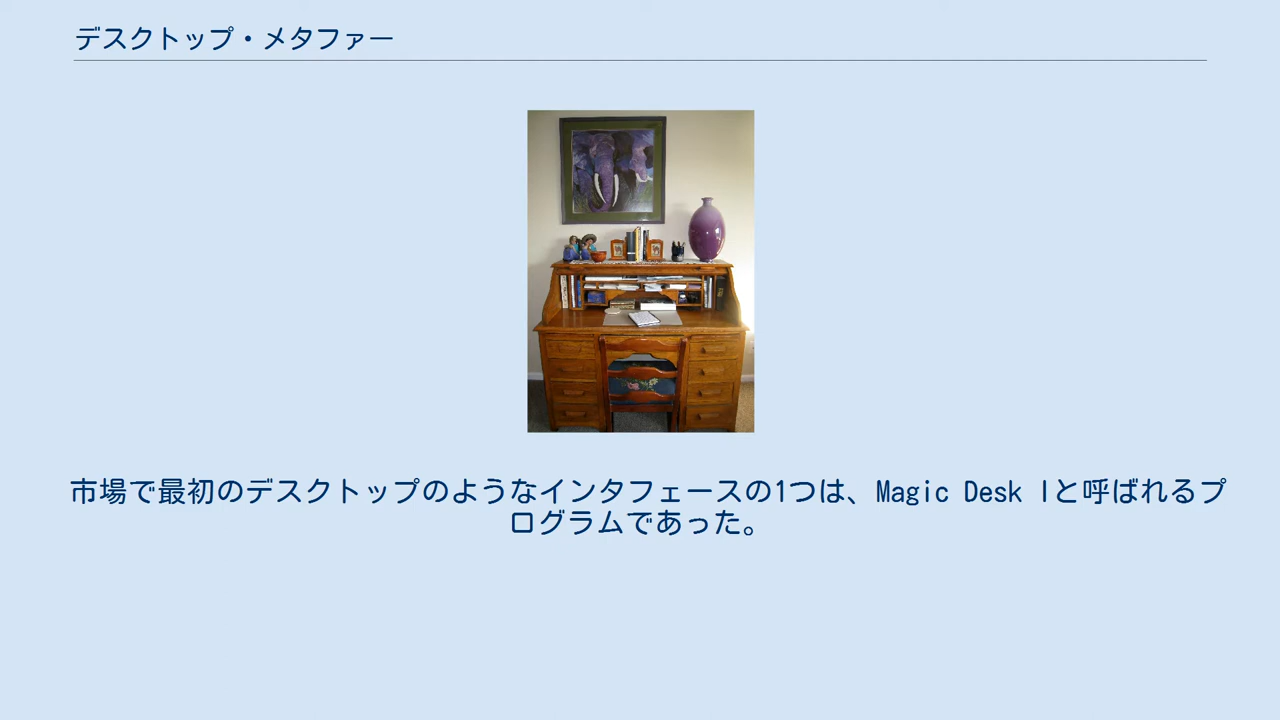 デスクトップ・メタファー
市場で最初のデスクトップのようなインタフェースの1つは、Magic Desk Iと呼ばれるプ
ログラムであった。